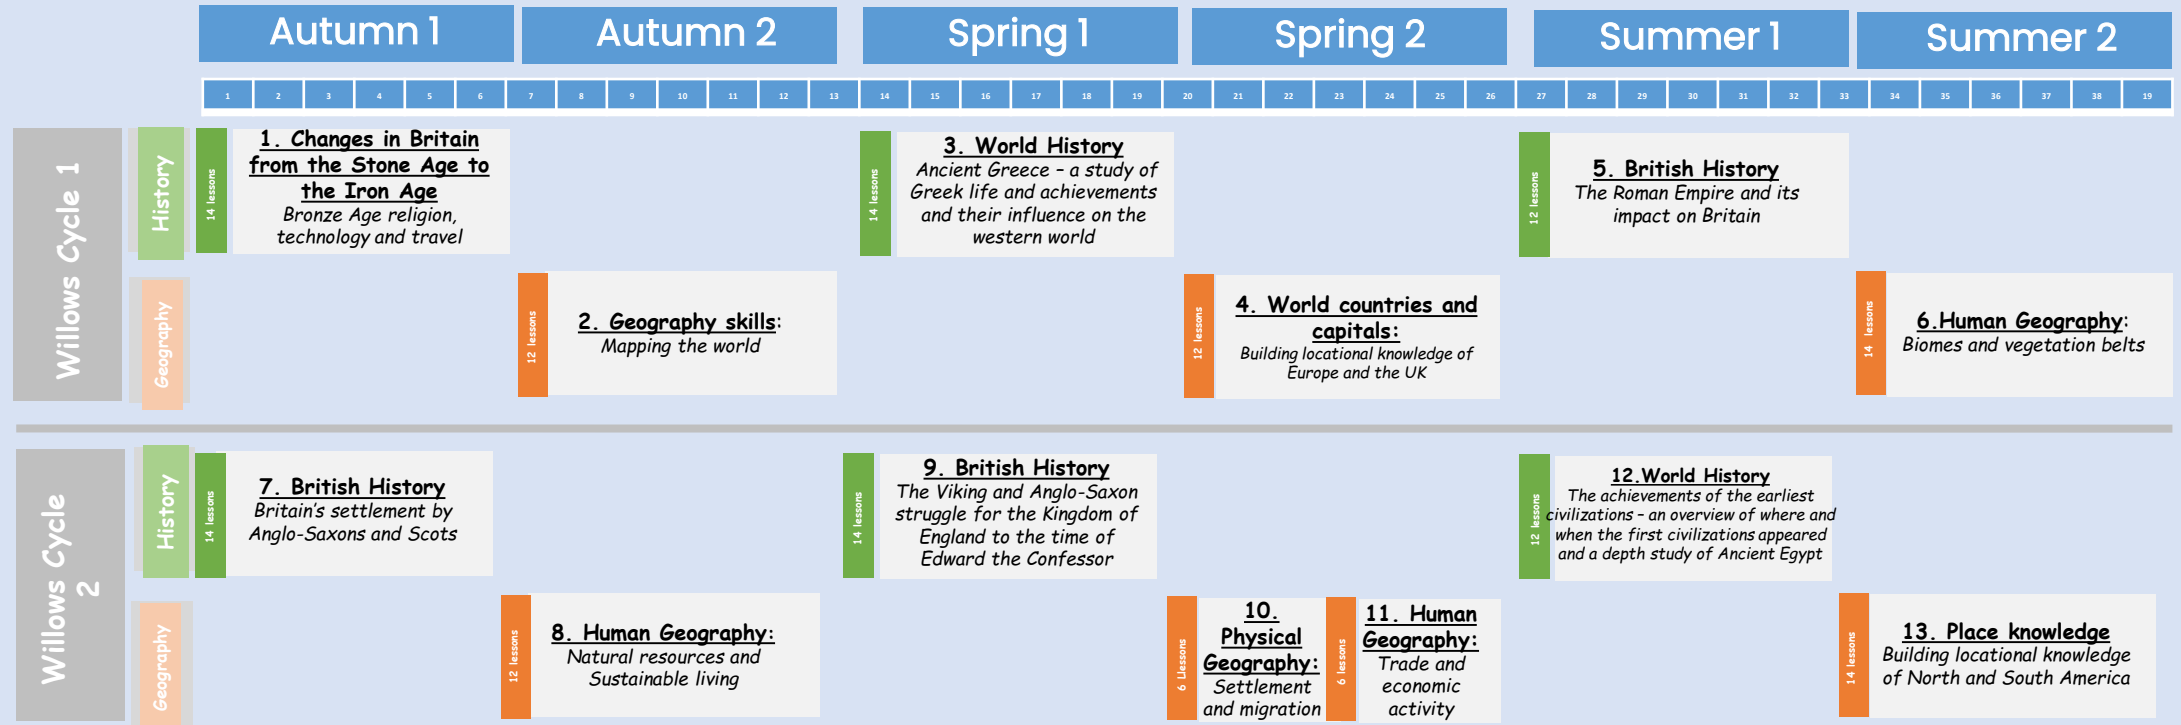 Autumn 1
Autumn 2
Spring 1
Spring 2
Summer 1
Summer 2
1 2 3 4 5 6 7 8 9 10 11 12 13 14 15 16 17 18 19 20 21 22 23 24 25 26 27 28 29 30 31 32 33 34 35 36 37 38 19
Willows Cycle 1
History
14 lessons
1. Changes in Britain
from the Stone Age to
the Iron Age
Bronze Age religion,
technology and travel
14 lessons
3. World History
Ancient Greece – a study of
Greek life and achievements
and their influence on the
western world
12 lessons
5. British History
The Roman Empire and its
impact on Britain
Geography
12 lessons
2. Geography skills:
Mapping the world
12 lessons
4. World countries and
capitals:
Building locational knowledge of
Europe and the UK
14 lessons
6.Human Geography:
Biomes and vegetation belts
Willows Cycle
2
History
14 lessons
7. British History
Britain's settlement by
Anglo-Saxons and Scots
14 lessons
9. British History
The Viking and Anglo-Saxon
struggle for the Kingdom of
England to the time of
Edward the Confessor
12 lessons
12.World History
The achievements of the earliest
civilizations – an overview of where and
when the first civilizations appeared
and a depth study of Ancient Egypt
Geography
12 lessons
8. Human Geography:
Natural resources and
Sustainable living
6 Llessons
10.
Physical
Geography:
Settlement
and migration
6 lessons
11. Human
Geography:
Trade and
economic
activity
14 lessons
13. Place knowledge
Building locational knowledge
of North and South America